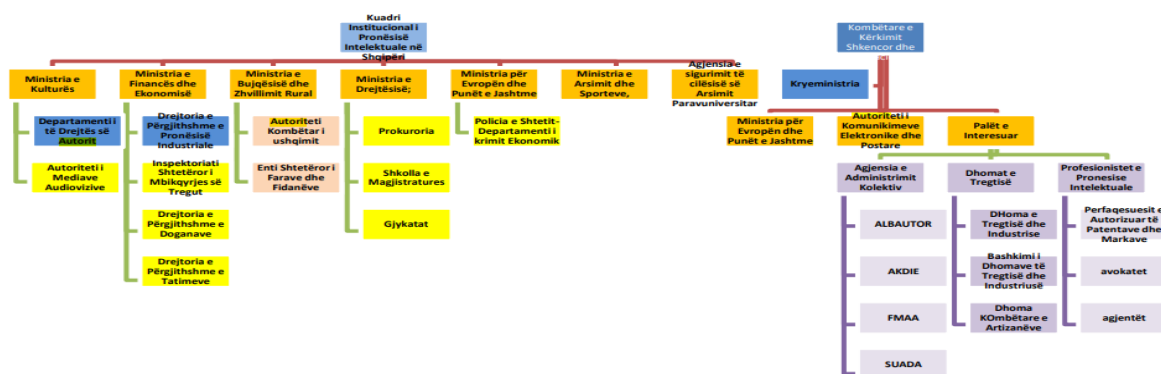 Kuadri
Institucional i
Pronësisë
Intelektuale në
Shqipëri
Ministria e
Kulturës
Ministria e
Financës dhe
Ekonomisë
Ministria e
Bujqësisë dhe
Zhvillimit Rural
Ministria e
Drejtësisë;
Ministria për
Evropën dhe
Punët e Jashtme
Ministria e
Arsimit dhe
Sporteve,
Agjensia e
sigurimit të
cilësisë së
Arsimit
Paravuniversitar
Departamenti i
të Drejtës së
Autorit
Autoriteti i
Mediave
Audiovizive
Drejtoria e
Përgjithshme e
Pronësisë
Industriale
Inspektoriati
Shtetëror i
Mbikqyrjes së
Tregut
Drejtoria e
Përgjithshme e
Doganave
Drejtoria e
Përgjithshme e
Tatimeve
Autoriteti
Kombëtar i
ushqimit
Enti Shtetëror i
Farave dhe
Fidanëve
Prokuroria
Shkolla e
Magjistratures
Gjykatat
Policia e Shtetit-
Departamenti i
krimit Ekonomik
Kombëtare e
Kërkimit
Shkencor dhe
Kryeministria
Ministria për
Evropën dhe
Punët e Jashtme
Autoriteti i
Komunikimeve
Elektronike dhe
Postare
Palët e
Interesuar
Agjensia e
Administrimit
Kolektiv
ALBAUTOR
AKDIE
FMAA
SUADA
Dhomat e
Tregtisë
DHoma e
Tregtisë dhe
Industrise
Bashkimi i
Dhomave të
Tregtisë dhe
Industriusë
Dhoma
KOmbëtare e
Artizanëve
Profesionistet e
Pronesise
Intelektuale
Perfaqesuesit e
Autorizuar të
Patentave dhe
Markave
avokatet
agjentët